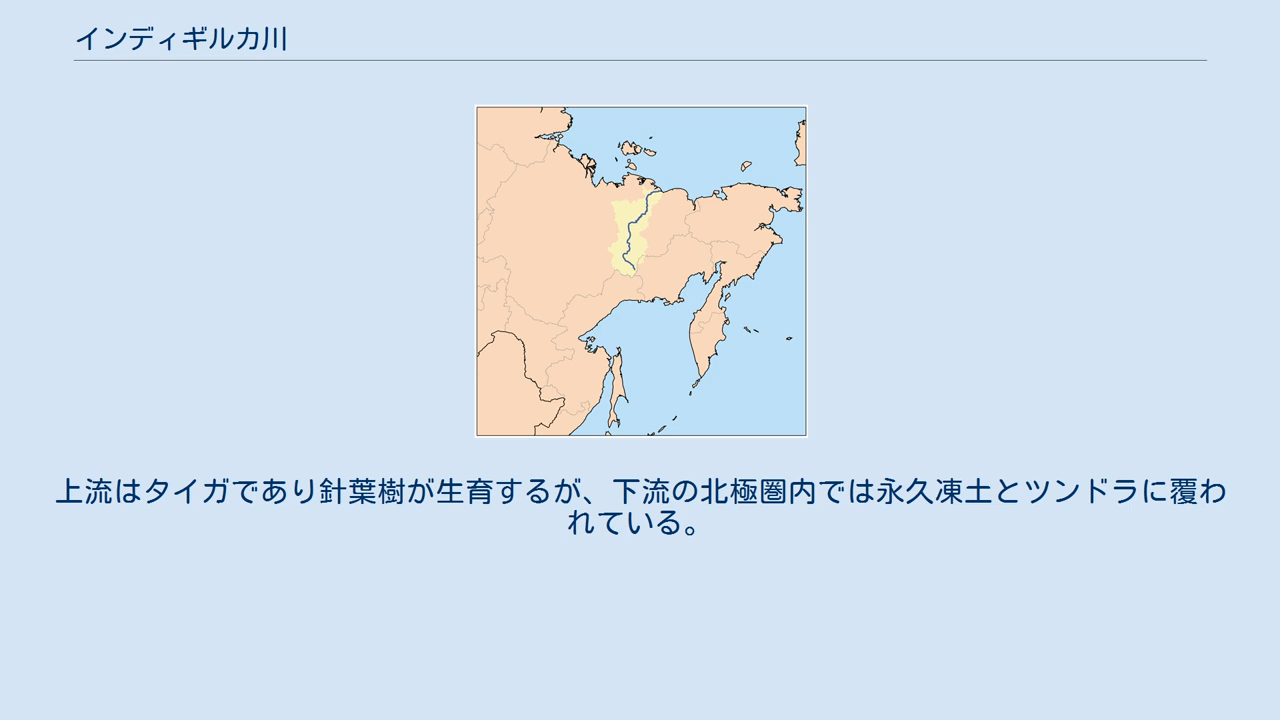 インディギルカ川
上流はタイガであり針葉樹が生育するが、下流の北極圏内では永久凍土とツンドラに覆わ
れている。